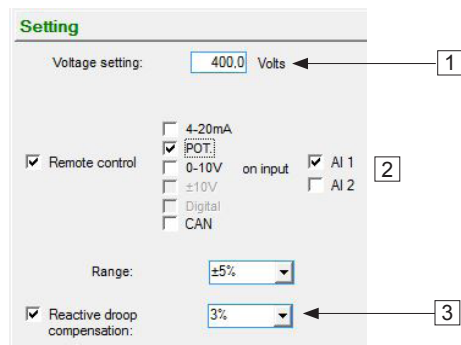 Setting
Voltage setting: 400,0 Volts 1
4-20mA
POT.
Remote control 0-10V on input AI 1 2
±10V AI 2
Digital
CAN
Range: ±5%
Reactive droop compensation: 3% 3